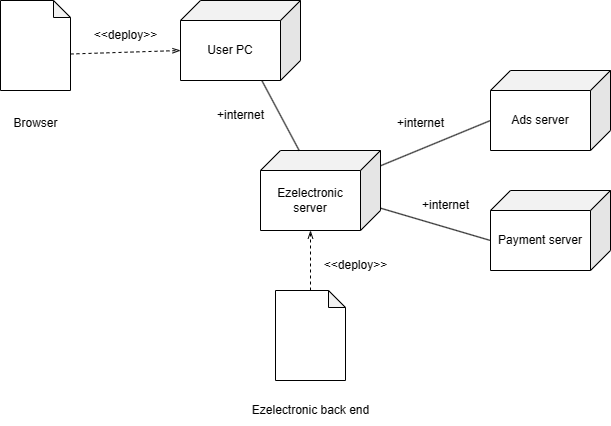 <<deploy>>
User PC
Browser
+internet
+internet
Ads server
Ezelectronic
server
+internet
Payment server
<<deploy>>
Ezelectronic back end